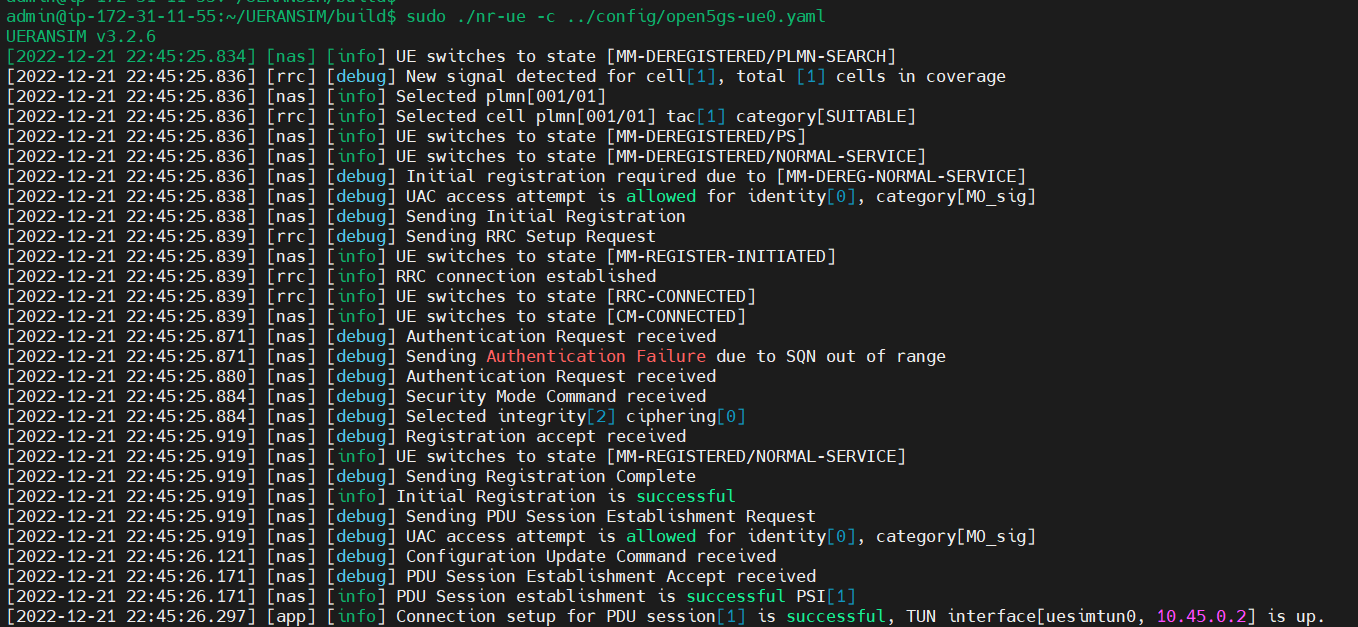 admin@ip-172-31-11-55:~/UERANSIM/build$
admin@ip-172-31-11-55:~/UERANSIM/build$ sudo ./nr-ue -c ../config/open5gs-ue0.yaml
UERANSIM v3.2.6
[2022-12-21 22:45:25.834] [nas] [info] UE switches to state [MM-DEREGISTERED/PLMN-SEARCH]
[2022-12-21 22:45:25.836] [rrc] [debug] New signal detected for cell[1], total [1] cells in coverage
[2022-12-21 22:45:25.836] [nas] [info] Selected plmn[001/01]
[2022-12-21 22:45:25.836] [rrc] [info] Selected cell plmn[001/01] tac[1] category[SUITABLE]
[2022-12-21 22:45:25.836] [nas] [info] UE switches to state [MM-DEREGISTERED/PS]
[2022-12-21 22:45:25.836] [nas] [info] UE switches to state [MM-DEREGISTERED/NORMAL-SERVICE]
[2022-12-21 22:45:25.836] [nas] [debug] Initial registration required due to [MM-DEREG-NORMAL-SERVICE]
[2022-12-21 22:45:25.838] [nas] [debug] UAC access attempt is allowed for identity[0], category[MO_sig]
[2022-12-21 22:45:25.838] [nas] [debug] Sending Initial Registration
[2022-12-21 22:45:25.839] [rrc] [debug] Sending RRC Setup Request
[2022-12-21 22:45:25.839] [nas] [info] UE switches to state [MM-REGISTER-INITIATED]
[2022-12-21 22:45:25.839] [rrc] [info] RRC connection established
[2022-12-21 22:45:25.839] [rrc] [info] UE switches to state [RRC-CONNECTED]
[2022-12-21 22:45:25.839] [nas] [info] UE switches to state [CM-CONNECTED]
[2022-12-21 22:45:25.871] [nas] [debug] Authentication Request received
[2022-12-21 22:45:25.871] [nas] [debug] Sending Authentication Failure due to SQN out of range
[2022-12-21 22:45:25.880] [nas] [debug] Authentication Request received
[2022-12-21 22:45:25.884] [nas] [debug] Security Mode Command received
[2022-12-21 22:45:25.884] [nas] [debug] Selected integrity[2] ciphering[0]
[2022-12-21 22:45:25.919] [nas] [debug] Registration accept received
[2022-12-21 22:45:25.919] [nas] [info] UE switches to state [MM-REGISTERED/NORMAL-SERVICE]
[2022-12-21 22:45:25.919] [nas] [debug] Sending Registration Complete
[2022-12-21 22:45:25.919] [nas] [info] Initial Registration is successful
[2022-12-21 22:45:25.919] [nas] [debug] Sending PDU Session Establishment Request
[2022-12-21 22:45:25.919] [nas] [debug] UAC access attempt is allowed for identity[0], category[MO_sig]
[2022-12-21 22:45:26.121] [nas] [debug] Configuration Update Command received
[2022-12-21 22:45:26.171] [nas] [debug] PDU Session Establishment Accept received
[2022-12-21 22:45:26.171] [nas] [info] PDU Session establishment is successful PSI[1]
[2022-12-21 22:45:26.297] [app] [info] Connection setup for PDU session[1] is successful, TUN interface[uesimtun0, 10.45.0.2] is up.